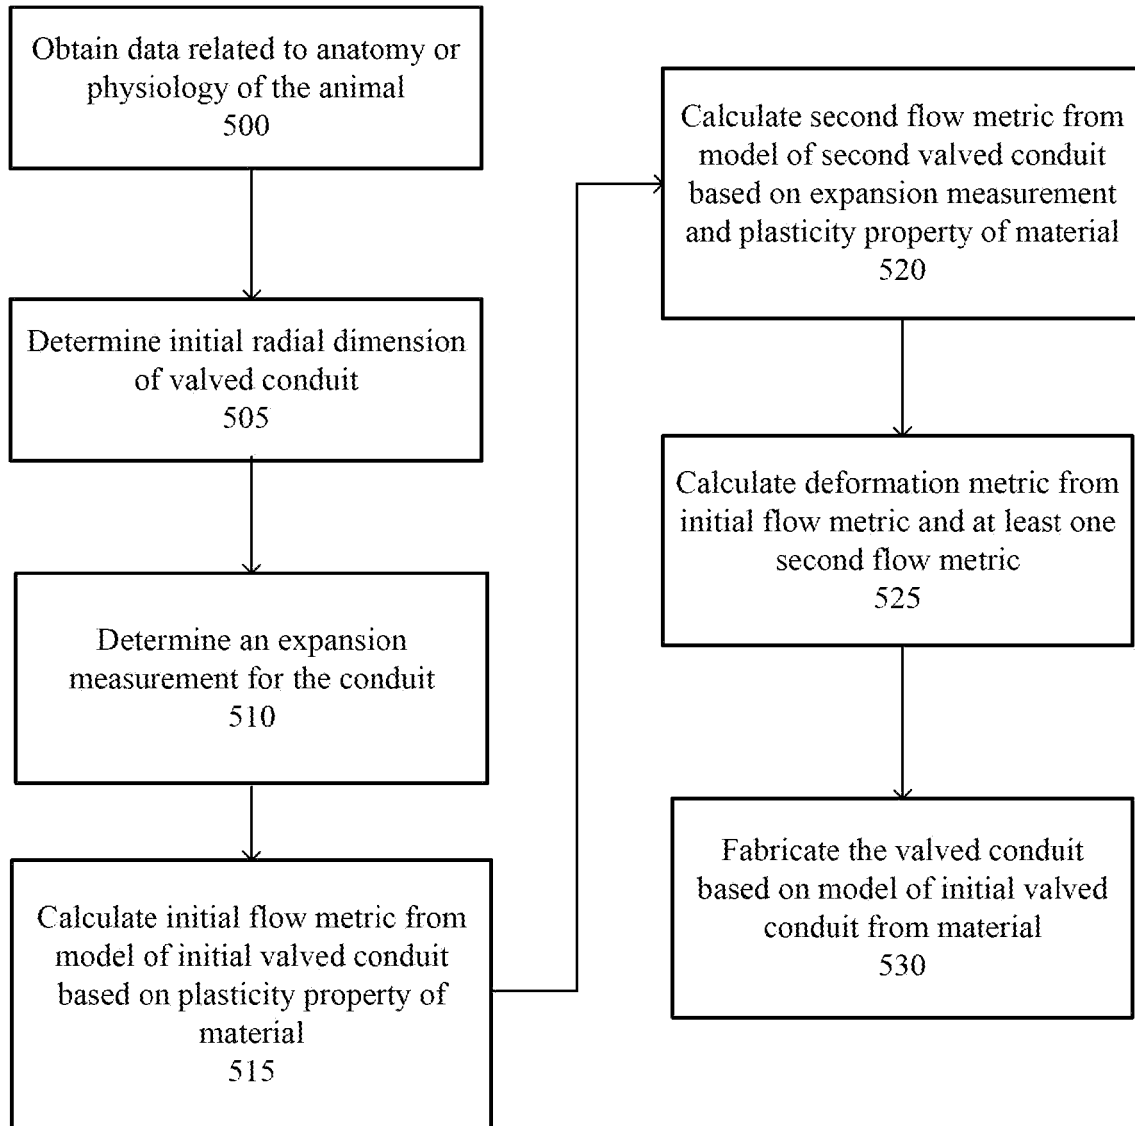 Obtain data related to anatomy or
physiology of the animal
500
Determine initial radial dimension
of valved conduit
505
Determine an expansion
measurement for the conduit
510
Calculate initial flow metric from
model of initial valved conduit
based on plasticity property of
material
515
Calculate second flow metric from
model of second valved conduit
based on expansion measurement
and plasticity property of material
520
Calculate deformation metric from
initial flow metric and at least one
second flow metric
525
Fabricate the valved conduit
based on model of initial valved
conduit from material
530